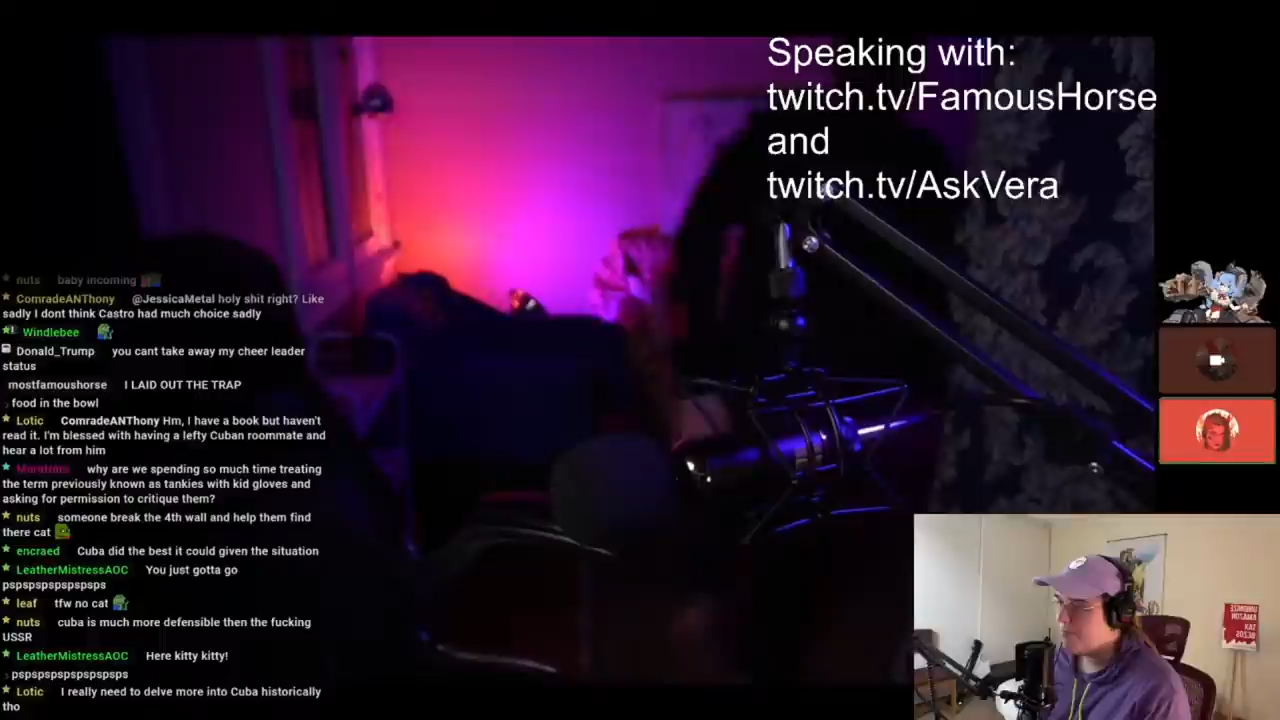 Speaking with:
twitch.tv/FamousHorse
and
twitch.tv/AskVera
nuts baby incoming
ComradeANThony @JessicaMetal holy shit right? Like
sadly I dont think Castro had much choice sadly
Windlebee
Donald_Trump you cant take away my cheer leader
status
mostfamoushorse I LAID OUT THE TRAP
food in the bowl
Lotic ComradeANThony Hm, I have a book but haven't
read it. I'm blessed with having a lefty Cuban roommate and
hear a lot from him
why are we spending so much time treating
the term previously known as tankies with kid gloves and
asking for permission to critique them?
nuts someone break the 4th wall and help them find
there cat
encraed Cuba did the best it could given the situation
LeatherMistressAOC You just gotta go
pspspspspspspsps
leaf tfw no cat
nuts cuba is much more defensible then the fucking
USSR
LeatherMistressAOC Here kitty kitty!
pspspspspspspspsps
Lotic I really need to delve more into Cuba historically
tho